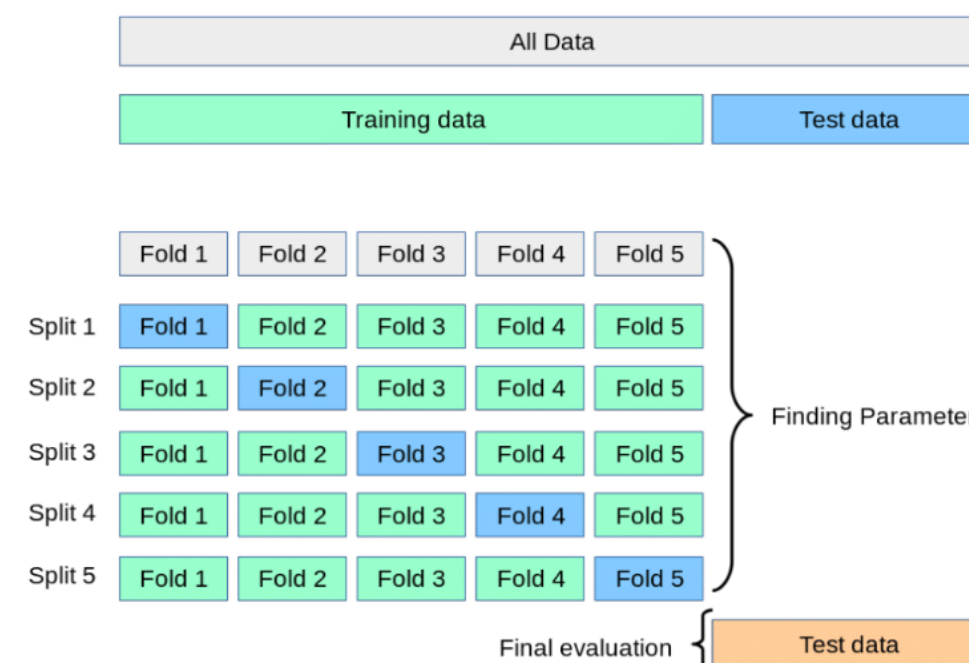 All Data
Training data Test data
Fold 1 Fold 2 Fold 3 Fold 4 Fold 5
Split 1 Fold 1 Fold 2 Fold 3 Fold 4 Fold 5
Split 2 Fold 1 Fold 2 Fold 3 Fold 4 Fold 5
Finding Parameter
Split 3 Fold 1 Fold 2 Fold 3 Fold 4 Fold 5
Split 4 Fold 1 Fold 2 Fold 3 Fold 4 Fold 5
Split 5 Fold 1 Fold 2 Fold 3 Fold 4 Fold 5
Final evaluation Test data